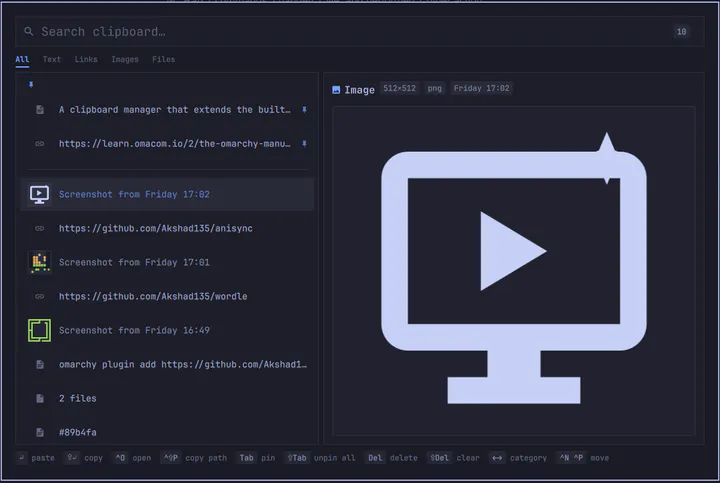 Search clipboard…
10
All Text Links Images Files
A clipboard manager that extends the built…
https://learn.omacom.io/2/the-omarchy-manu…
Screenshot from Friday 17:02
https://github.com/Akshad135/anisync
Screenshot from Friday 17:01
https://github.com/Akshad135/wordle
Screenshot from Friday 16:49
omarchy plugin add https://github.com/Akshad1…
2 files
#89b4fa
Image 512×512 png Friday 17:02
↵ paste ⇧↵ copy ^O open ^⇧P copy path Tab pin ⇧Tab unpin all Del delete ⇧Del clear ↔ category ^N ^P move